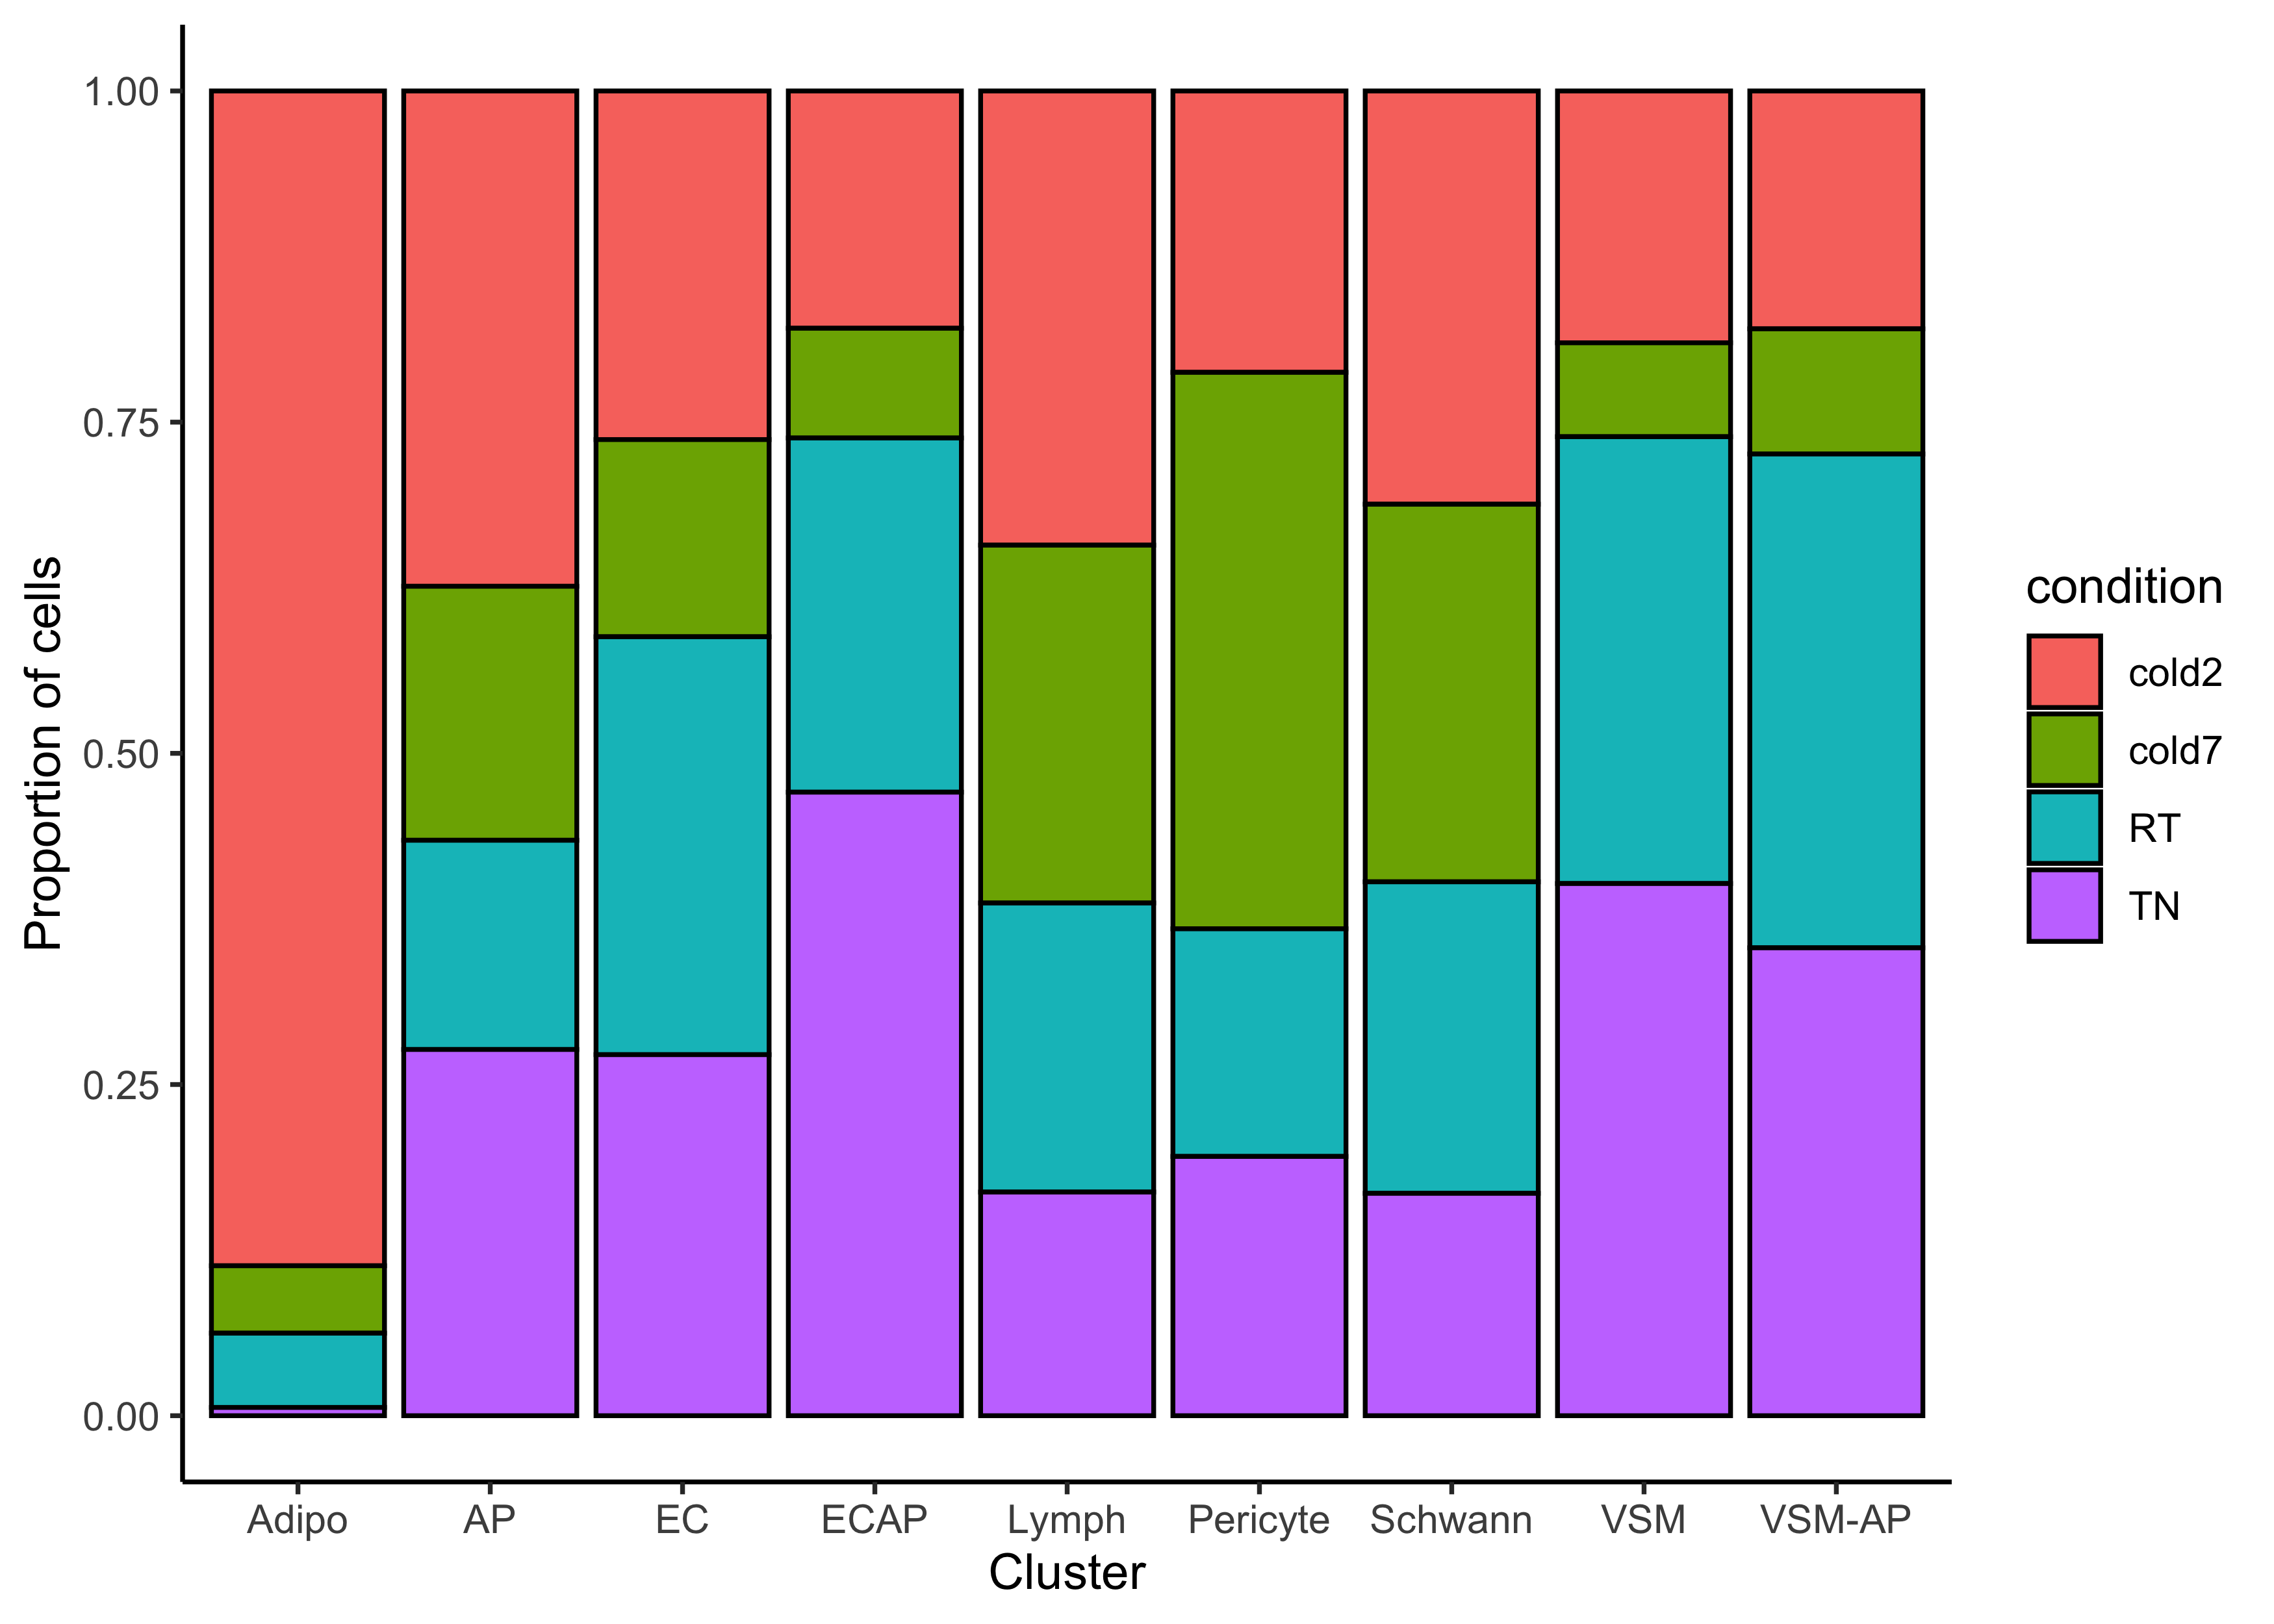 Proportion of cells
1.00
0.75
0.50
0.25
0.00
Adipo AP EC ECAP Lymph Pericyte Schwann VSM VSM-AP
Cluster
condition
cold2
cold7
RT
TN